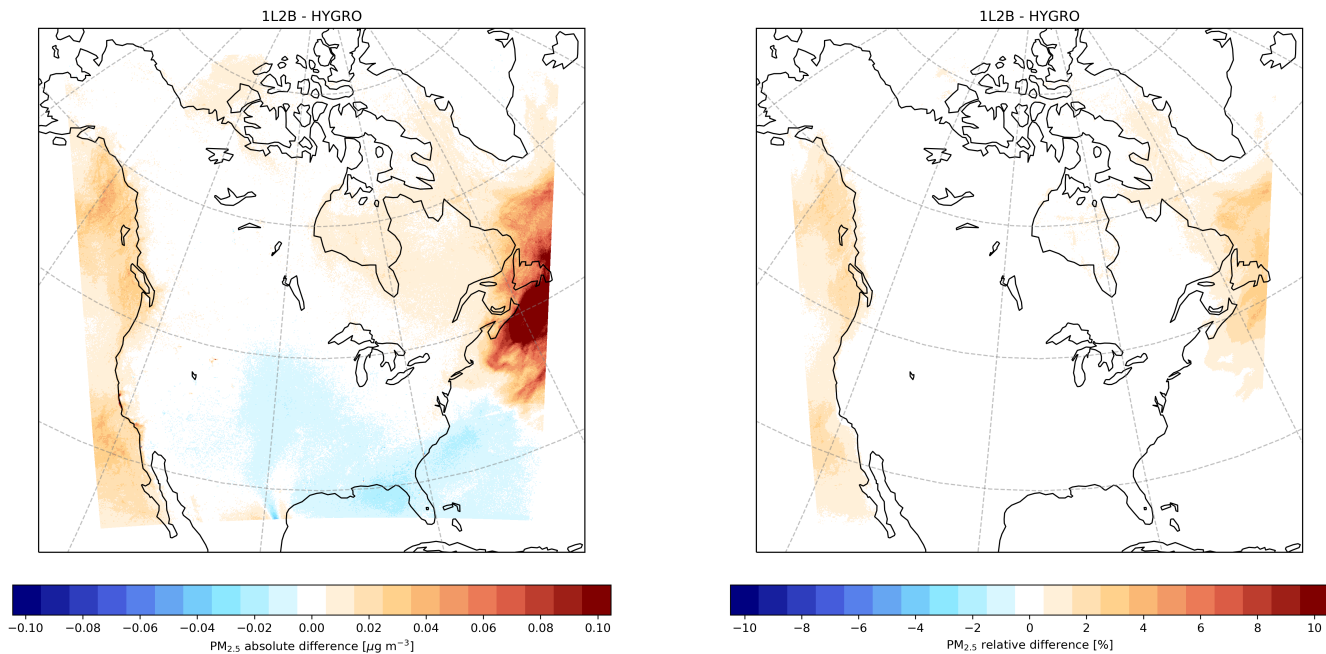 1L2B - HYGRO
1L2B - HYGRO
−0.10 −0.08 −0.06 −0.04 −0.02 0.00 0.02 0.04 0.06 0.08 0.10
PM2.5 absolute difference [μg m−3]
−10 −8 −6 −4 −2 0 2 4 6 8 10
PM2.5 relative difference [%]